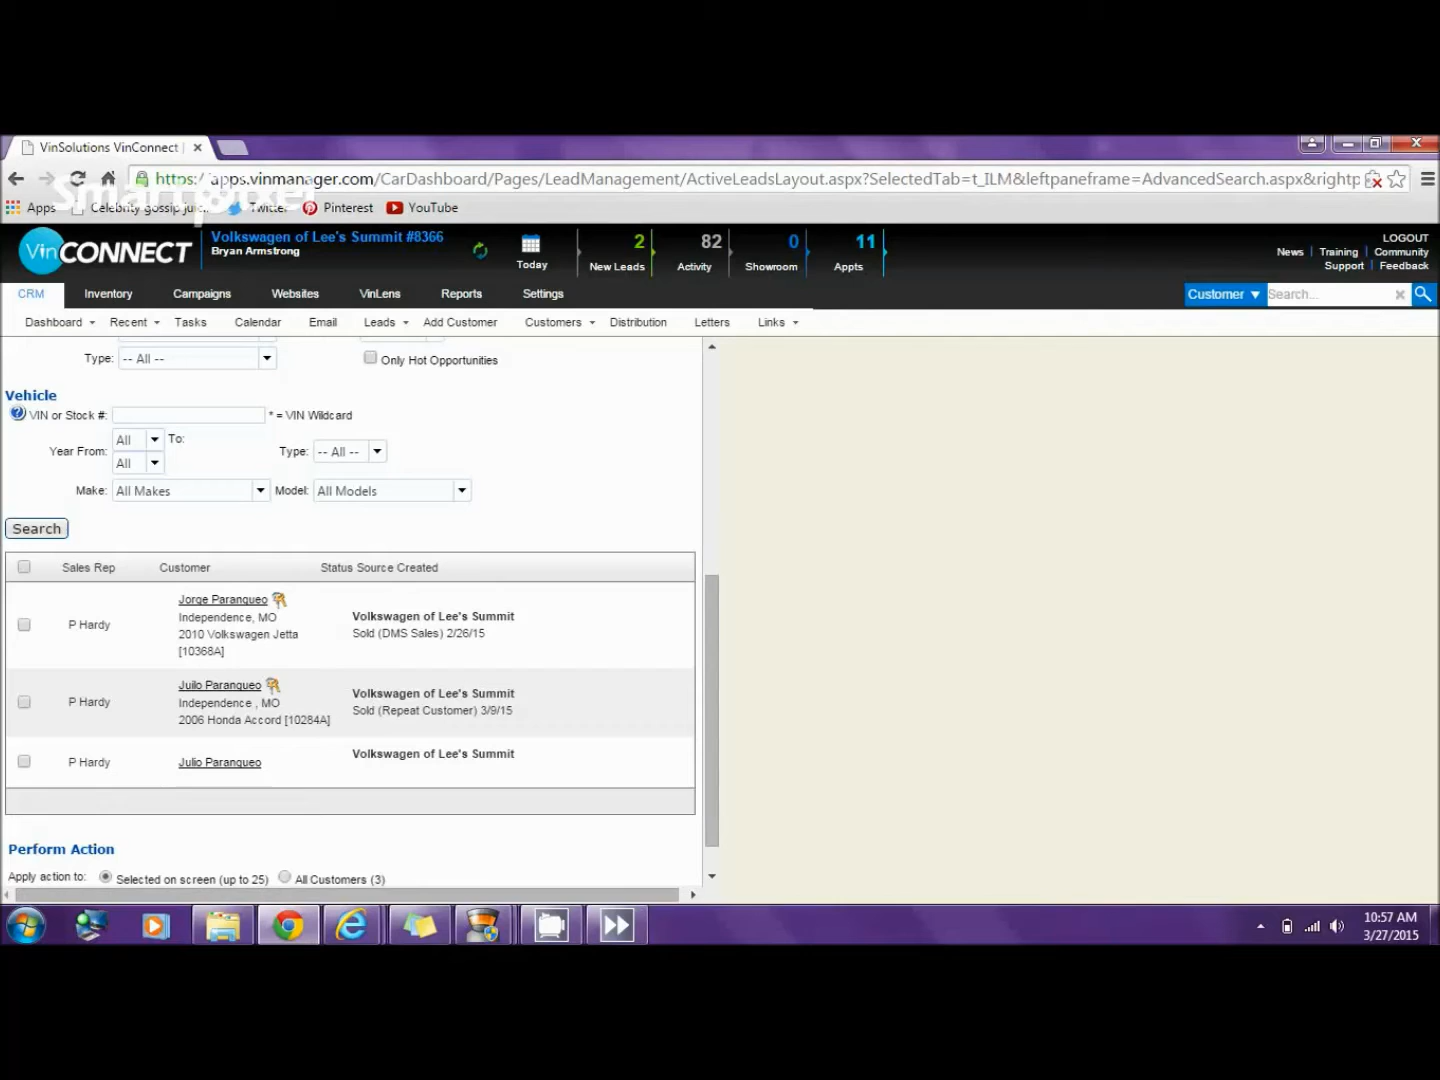 VinSolutions VinConnect |
https://apps.vinmanager.com/CarDashboard/Pages/LeadManagement/ActiveLeadsLayout.aspx?SelectedTab=t_ILM&leftpaneframe=AdvancedSearch.aspx&rightp
Smartpixel
Apps Celebrity gossip juic... Twitter Pinterest YouTube
VinCONNECT
Volkswagen of Lee's Summit #8366
Bryan Armstrong
Today
2 New Leads
82 Activity
0 Showroom
11 Appts
LOGOUT
News | Training | Community
Support | Feedback
CRM Inventory Campaigns Websites VinLens Reports Settings
Customer Search...
Dashboard Recent Tasks Calendar Email Leads Add Customer Customers Distribution Letters Links
Type: -- All -- Only Hot Opportunities
Vehicle
VIN or Stock #: * = VIN Wildcard
All To:
Year From: Type: -- All --
All
Make: All Makes Model: All Models
Search
Sales Rep Customer Status Source Created
P Hardy
Jorge Paranqueo
Independence, MO
2010 Volkswagen Jetta
[10368A]
Volkswagen of Lee's Summit
Sold (DMS Sales) 2/26/15
P Hardy
Juilo Paranqueo
Independence , MO
2006 Honda Accord [10284A]
Volkswagen of Lee's Summit
Sold (Repeat Customer) 3/9/15
P Hardy
Julio Paranqueo
Volkswagen of Lee's Summit
Perform Action
Apply action to: Selected on screen (up to 25) All Customers (3)
10:57 AM
3/27/2015